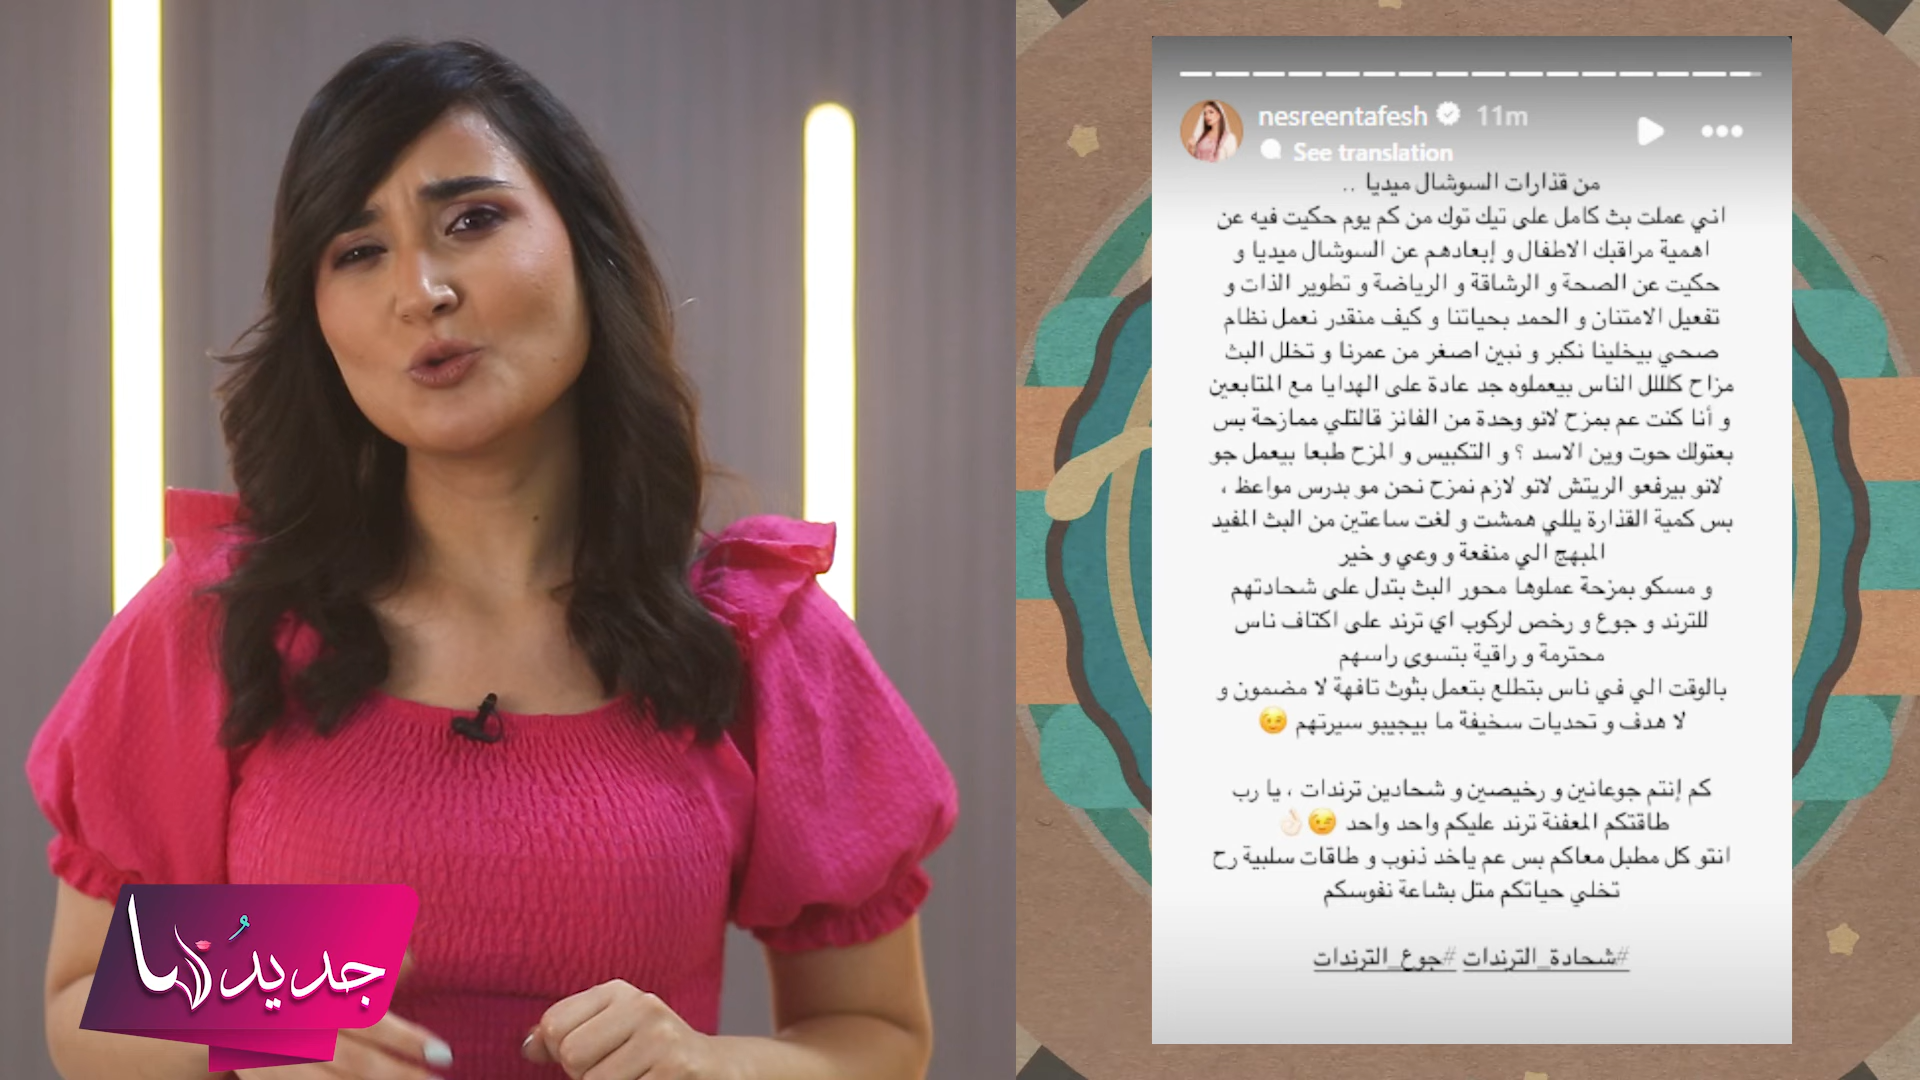 nesreentafesh 11m
See translation
من قذارات السوشال ميديا ..
اني عملت بث كامل على تيك توك من كم يوم حكيت فيه عن
اهمية مراقبك الاطفال و إبعادهم عن السوشال ميديا و
حكيت عن الصحة و الرشاقة و الرياضة و تطوير الذات و
تفعيل الامتنان و الحمد بحياتنا و كيف منقدر نعمل نظام
صحي بيخلينا نكبر و نبين اصغر من عمرنا و تخلل البث
مزاح كلللل الناس بيعملوه جد عادة على الهدايا مع المتابعين
و أنا كنت عم بمزح لانو وحدة من الفانز قالتلي ممازحة بس
بعتولك حوت وين الاسد ؟ و التكبيس و المزح طبعا بيعمل جو
لانو بيرفعو الريتش لانو لازم نمزح نحن مو بدرس مواعظ ،
بس كمية القذارة يللي همشت و لغت ساعتين من البث المفيد
المبهج الي منفعة و وعي و خير
و مسكو بمزحة عملوها محور البث بتدل على شحادتهم
للترند و جوع و رخص لركوب اي ترند على اكتاف ناس
محترمة و راقية بتسوى راسهم
بالوقت الي في ناس بتطلع بتعمل بثوث تافهة لا مضمون و
لا هدف و تحديات سخيفة ما بيجيبو سيرتهم 😉
كم إنتم جوعانين و رخيصين و شحادين ترندات ، يا رب
طاقتكم المعفنة ترند عليكم واحد واحد 😉👌🏻
انتو كل مطبل معاكم بس عم ياخد ذنوب و طاقات سلبية رح
تخلي حياتكم متل بشاعة نفوسكم
#شحادة_الترندات #جوع_الترندات
جديدُها